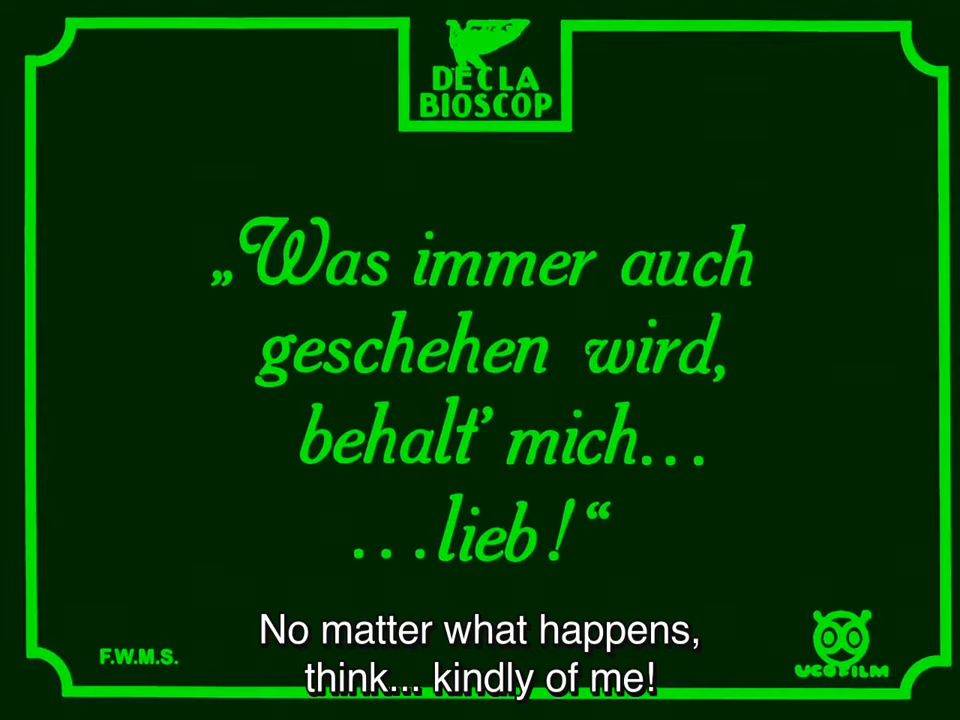 DECLA
BIOSCOP
„Was immer auch
geschehen wird,
behalt’ mich...
...lieb!“
No matter what happens,
think... kindly of me!
F.W.M.S.
UCOFILM